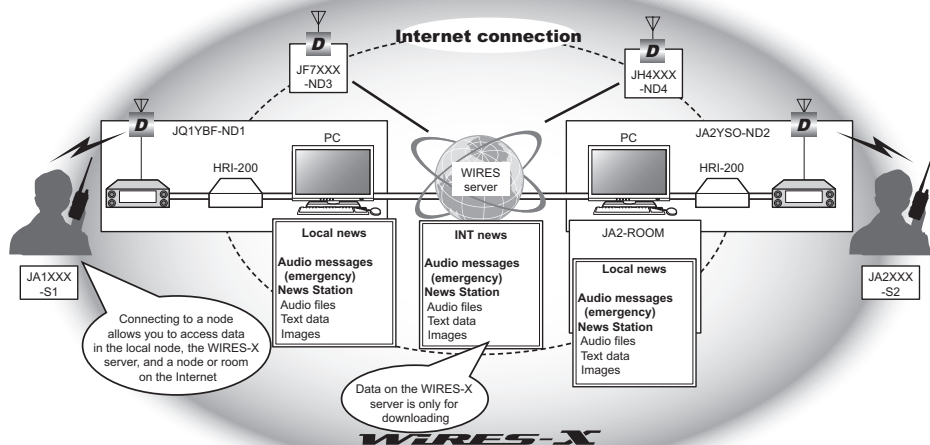 Internet connection
D
JF7XXX
-ND3
D
JH4XXX
-ND4
D
JQ1YBF-ND1
PC
HRI-200
WIRES
server
PC
JA2YSO-ND2
HRI-200
D
JA1XXX
-S1
JA2XXX
-S2
Local news
Audio messages
(emergency)
News Station
Audio files
Text data
Images
INT news
Audio messages
(emergency)
News Station
Audio files
Text data
Images
JA2-ROOM
Local news
Audio messages
(emergency)
News Station
Audio files
Text data
Images
Connecting to a node
allows you to access data
in the local node, the WIRES-X
server, and a node or room
on the Internet
Data on the WIRES-X
server is only for
downloading
WiRES-X